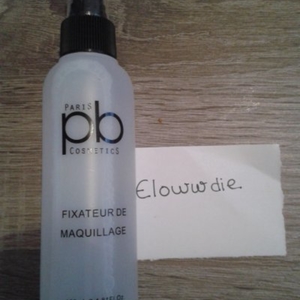 PARIS
pb
COSMETICS
Elowwdie
FIXATEUR DE
MAQUILLAGE